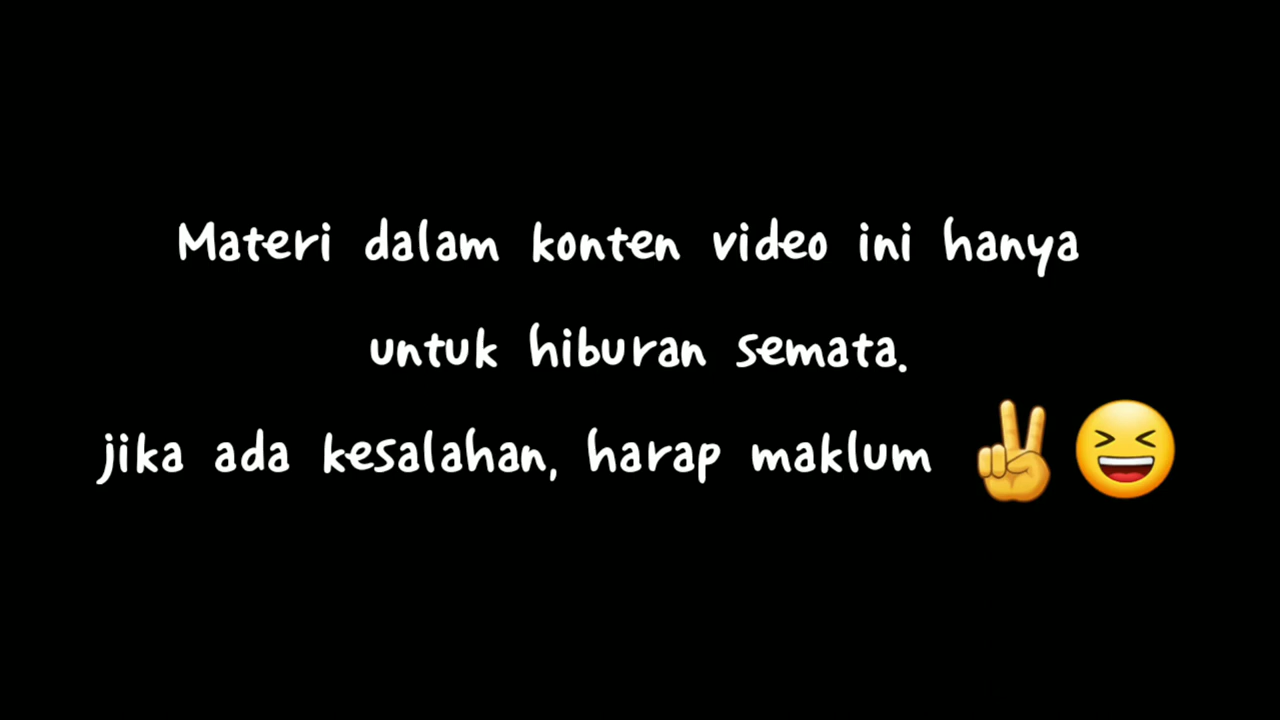 Materi dalam konten video ini hanya
untuk hiburan semata.
jika ada kesalahan, harap maklum ✌😆